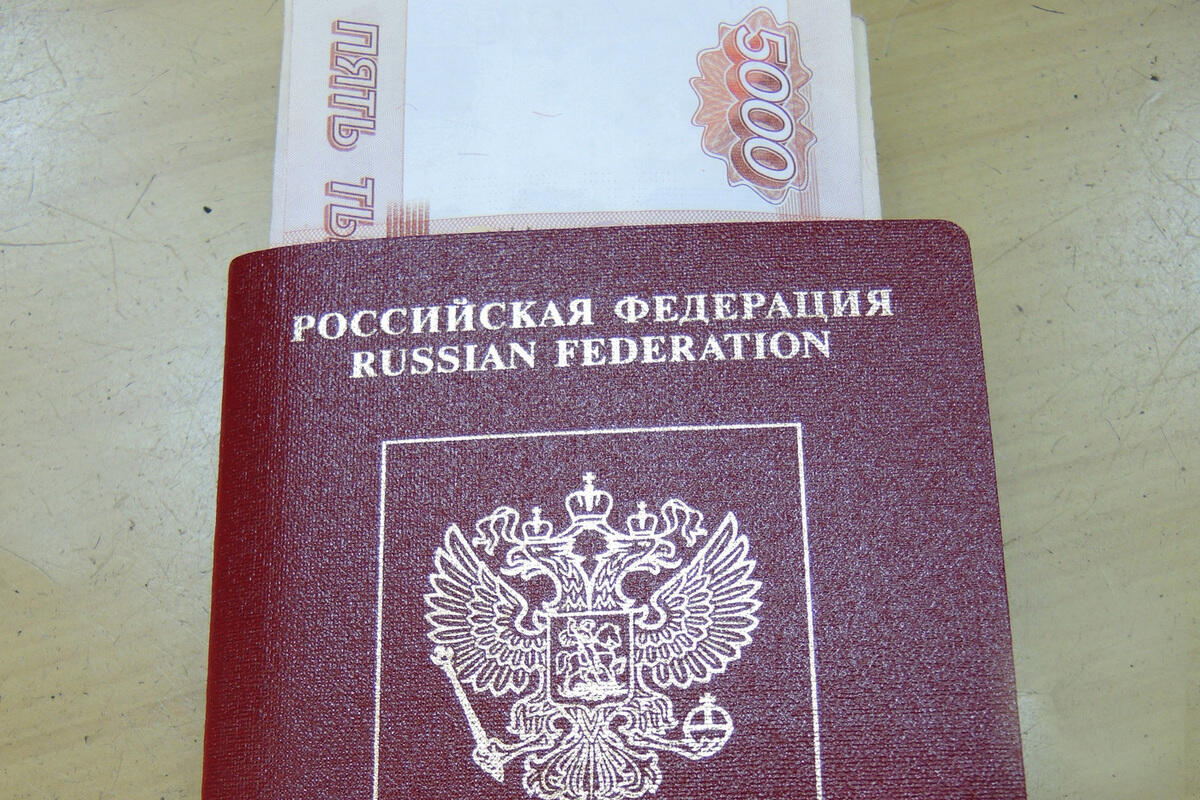 ПЯТЬ
5000
РОССИЙСКАЯ ФЕДЕРАЦИЯ
RUSSIAN FEDERATION